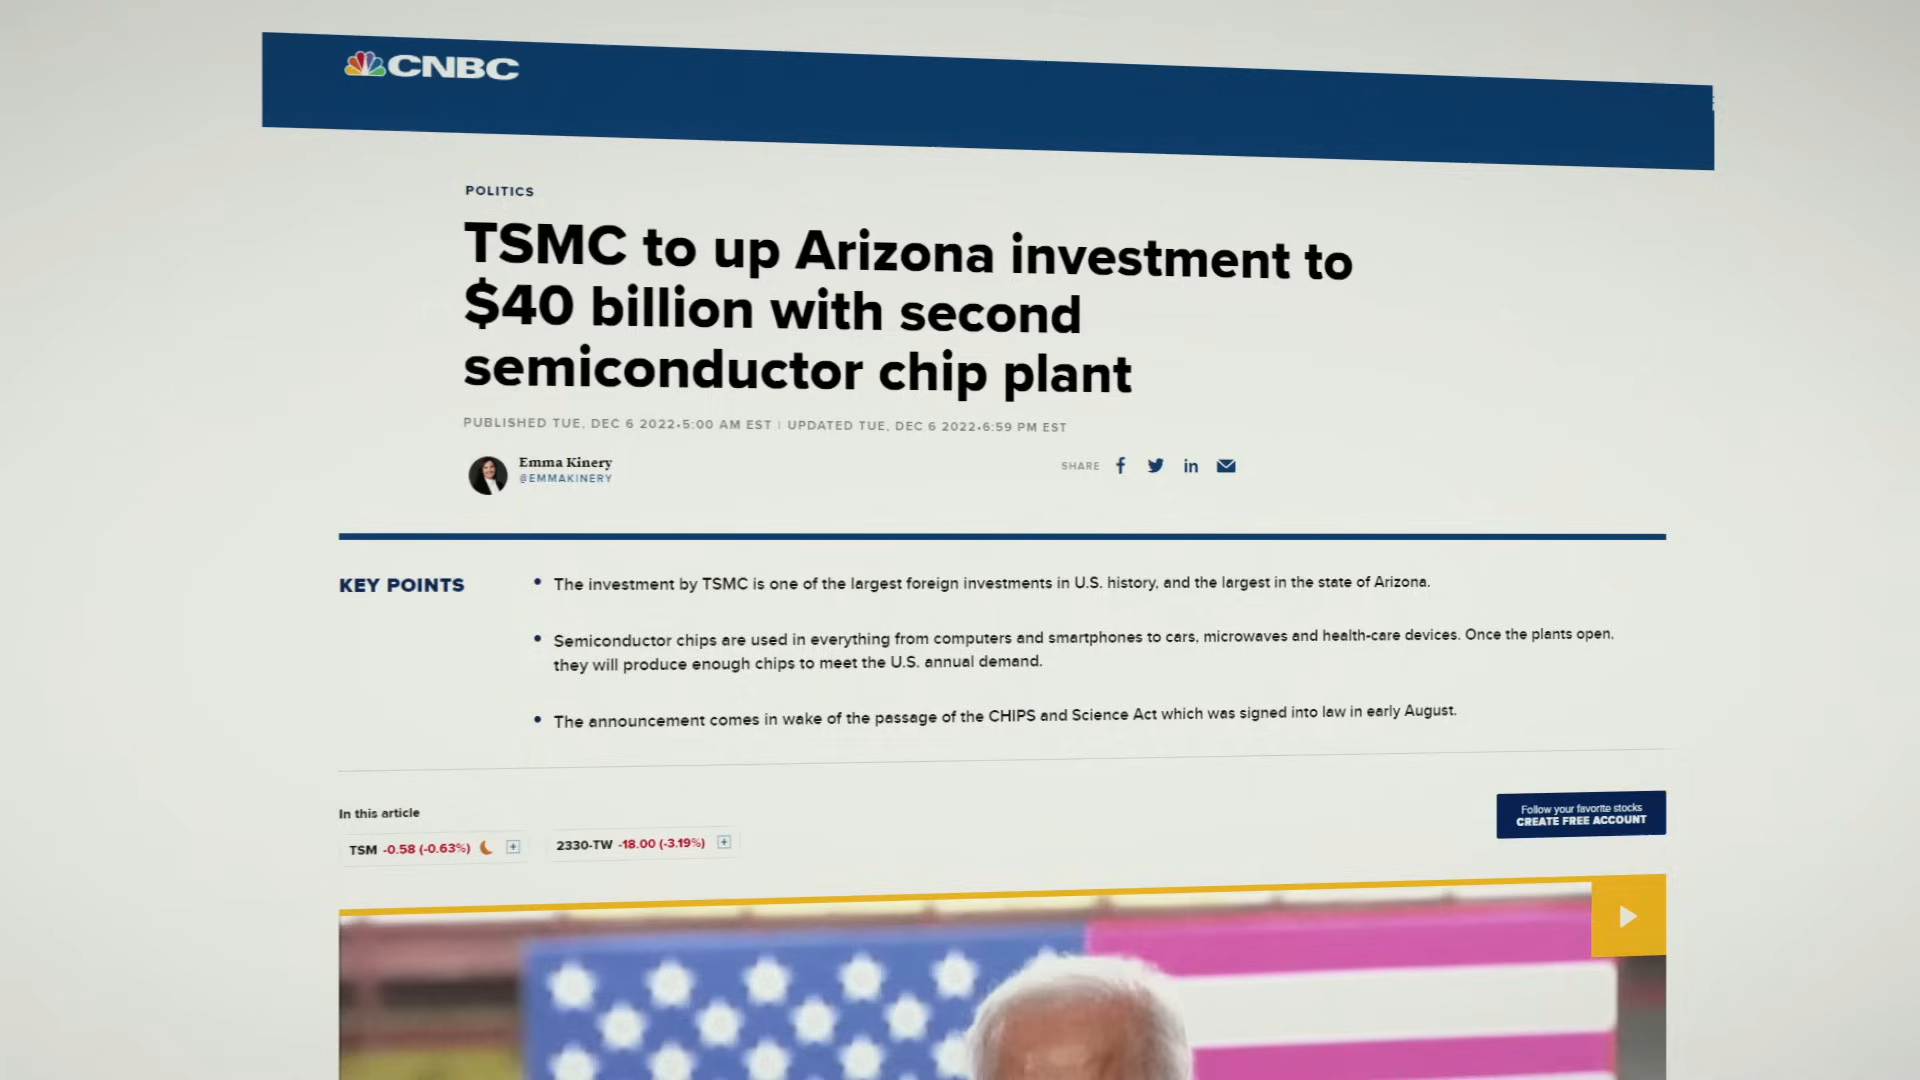 CNBC
POLITICS
TSMC to up Arizona investment to
$40 billion with second
semiconductor chip plant
PUBLISHED TUE, DEC 6 2022•5:00 AM EST | UPDATED TUE, DEC 6 2022•6:59 PM EST
Emma Kinery
@EMMAKINERY
SHARE
KEY POINTS
• The investment by TSMC is one of the largest foreign investments in U.S. history, and the largest in the state of Arizona.
• Semiconductor chips are used in everything from computers and smartphones to cars, microwaves and health-care devices. Once the plants open,
they will produce enough chips to meet the U.S. annual demand.
• The announcement comes in wake of the passage of the CHIPS and Science Act which was signed into law in early August.
In this article
Follow your favorite stocks
CREATE FREE ACCOUNT
TSM -0.58 (-0.63%)
2330-TW -18.00 (-3.19%)